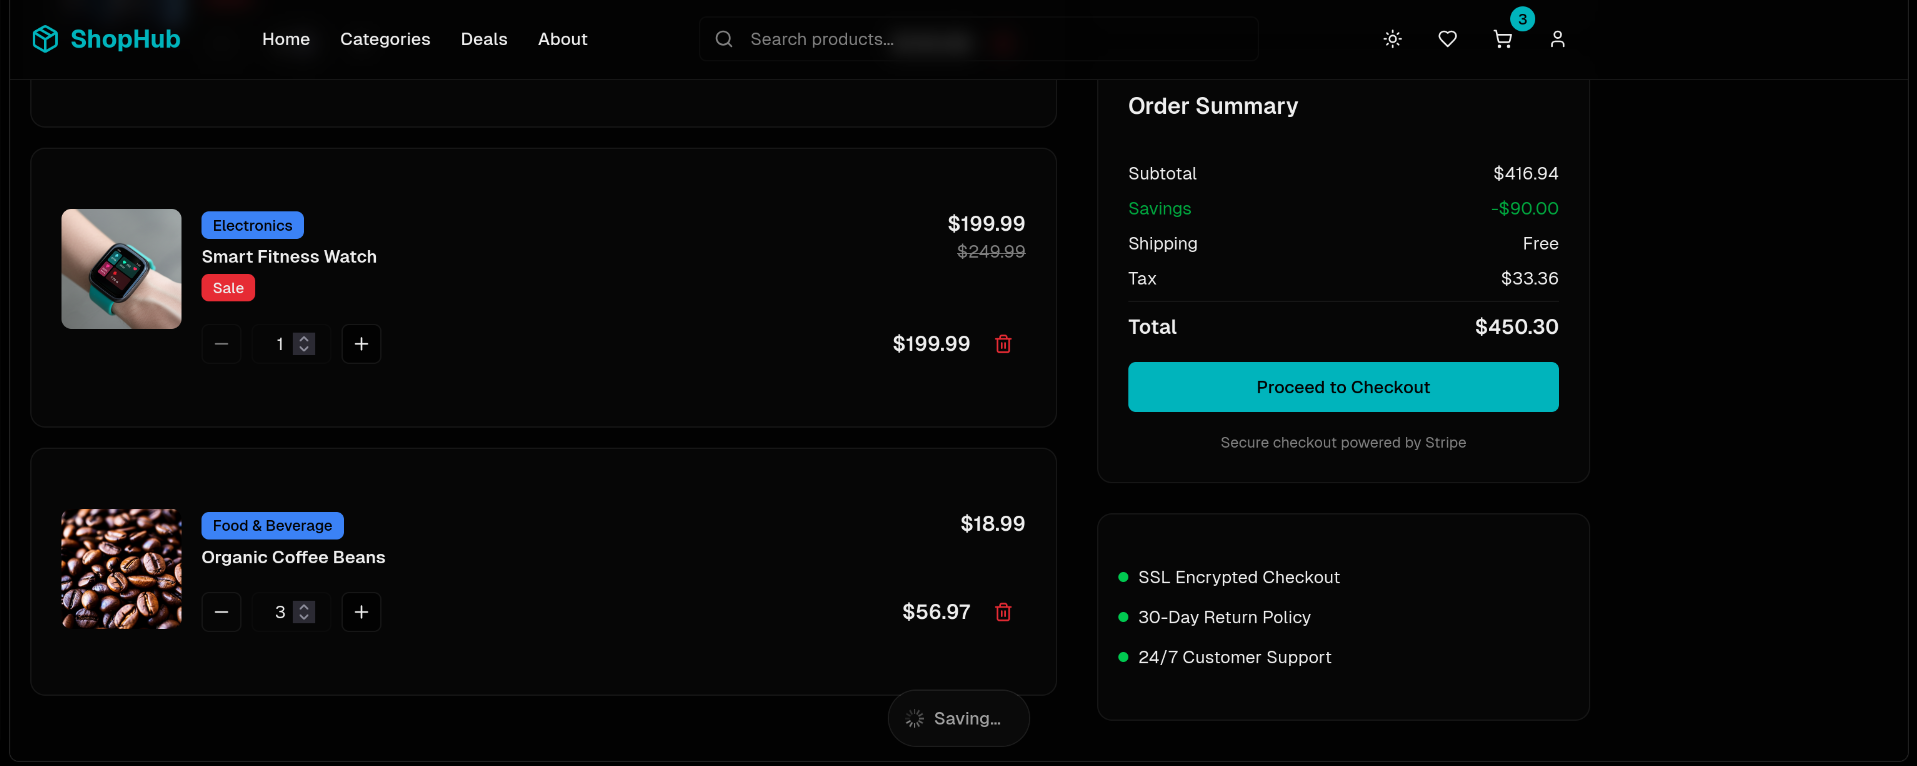 ShopHub
Home
Categories
Deals
About
Search products...
3
Electronics
Smart Fitness Watch
Sale
$199.99
$249.99
1
$199.99
Food & Beverage
Organic Coffee Beans
$18.99
3
$56.97
Saving...
Order Summary
Subtotal $416.94
Savings -$90.00
Shipping Free
Tax $33.36
Total $450.30
Proceed to Checkout
Secure checkout powered by Stripe
SSL Encrypted Checkout
30-Day Return Policy
24/7 Customer Support